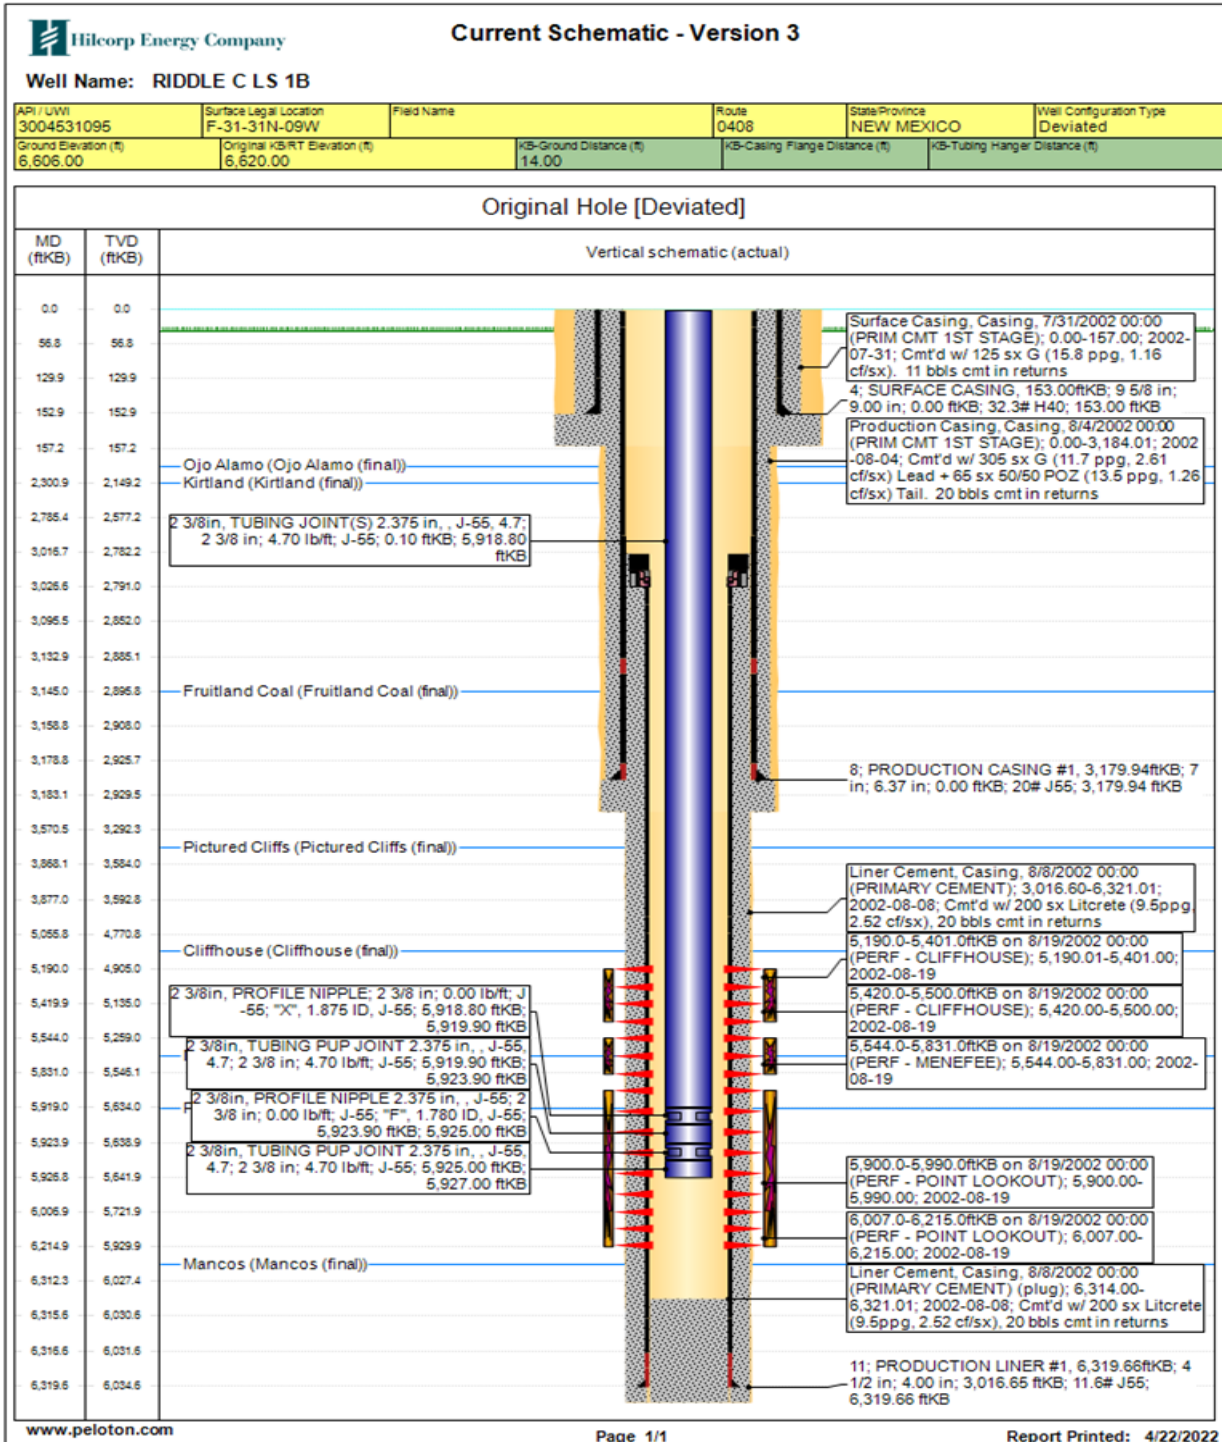 Hilcorp Energy Company
Current Schematic - Version 3
Well Name: RIDDLE C LS 1B
API / UWI
3004531095
Surface Legal Location
F-31-31N-09W
Field Name
Route
0408
State/Province
NEW MEXICO
Well Configuration Type
Deviated
Ground Elevation (ft)
6,606.00
Original KB/RT Elevation (ft)
6,620.00
KB-Ground Distance (ft)
14.00
KB-Casing Flange Distance (ft)
KB-Tubing Hanger Distance (ft)
Original Hole [Deviated]
MD
(ftKB)
TVD
(ftKB)
Vertical schematic (actual)
0.0 0.0
56.8 56.8
129.9 129.9
152.9 152.9
157.2 157.2
2,300.9 2,149.2
2,785.4 2,577.2
3,016.7 2,782.2
3,026.6 2,791.0
3,095.5 2,852.0
3,132.9 2,885.1
3,145.0 2,895.8
3,158.8 2,908.0
3,178.8 2,925.7
3,183.1 2,929.5
3,570.5 3,292.3
3,868.1 3,584.0
3,877.0 3,592.8
5,055.8 4,770.8
5,190.0 4,905.0
5,419.9 5,135.0
5,544.0 5,259.0
5,831.0 5,546.1
5,919.0 5,634.0
5,923.9 5,638.9
5,926.8 5,641.9
6,006.9 5,721.9
6,214.9 5,929.9
6,312.3 6,027.4
6,315.6 6,030.6
6,316.6 6,031.6
6,319.6 6,034.6
Ojo Alamo (Ojo Alamo (final))
Kirtland (Kirtland (final))
2 3/8in, TUBING JOINT(S) 2.375 in, , J-55, 4.7;
2 3/8 in; 4.70 lb/ft; J-55; 0.10 ftKB; 5,918.80
ftKB
Fruitland Coal (Fruitland Coal (final))
Pictured Cliffs (Pictured Cliffs (final))
Cliffhouse (Cliffhouse (final))
2 3/8in, PROFILE NIPPLE; 2 3/8 in; 0.00 lb/ft; J
-55; "X", 1.875 ID, J-55; 5,918.80 ftKB;
5,919.90 ftKB
2 3/8in, TUBING PUP JOINT 2.375 in, , J-55,
4.7; 2 3/8 in; 4.70 lb/ft; J-55; 5,919.90 ftKB;
5,923.90 ftKB
2 3/8in, PROFILE NIPPLE 2.375 in, , J-55; 2
3/8 in; 0.00 lb/ft; J-55; "F", 1.780 ID, J-55;
5,923.90 ftKB; 5,925.00 ftKB
2 3/8in, TUBING PUP JOINT 2.375 in, , J-55,
4.7; 2 3/8 in; 4.70 lb/ft; J-55; 5,925.00 ftKB;
5,927.00 ftKB
Mancos (Mancos (final))
Surface Casing, Casing, 7/31/2002 00:00
(PRIM CMT 1ST STAGE); 0.00-157.00; 2002-
07-31; Cmt'd w/ 125 sx G (15.8 ppg, 1.16
cf/sx). 11 bbls cmt in returns
4; SURFACE CASING, 153.00ftKB; 9 5/8 in;
9.00 in; 0.00 ftKB; 32.3# H40; 153.00 ftKB
Production Casing, Casing, 8/4/2002 00:00
(PRIM CMT 1ST STAGE); 0.00-3,184.01; 2002
-08-04; Cmt'd w/ 305 sx G (11.7 ppg, 2.61
cf/sx) Lead + 65 sx 50/50 POZ (13.5 ppg, 1.26
cf/sx) Tail. 20 bbls cmt in returns
8; PRODUCTION CASING #1, 3,179.94ftKB; 7
in; 6.37 in; 0.00 ftKB; 20# J55; 3,179.94 ftKB
Liner Cement, Casing, 8/8/2002 00:00
(PRIMARY CEMENT); 3,016.60-6,321.01;
2002-08-08; Cmt'd w/ 200 sx Litcrete (9.5ppg,
2.52 cf/sx), 20 bbls cmt in returns
5,190.0-5,401.0ftKB on 8/19/2002 00:00
(PERF - CLIFFHOUSE); 5,190.01-5,401.00;
2002-08-19
5,420.0-5,500.0ftKB on 8/19/2002 00:00
(PERF - CLIFFHOUSE); 5,420.00-5,500.00;
2002-08-19
5,544.0-5,831.0ftKB on 8/19/2002 00:00
(PERF - MENEFEE); 5,544.00-5,831.00; 2002-
08-19
5,900.0-5,990.0ftKB on 8/19/2002 00:00
(PERF - POINT LOOKOUT); 5,900.00-
5,990.00; 2002-08-19
6,007.0-6,215.0ftKB on 8/19/2002 00:00
(PERF - POINT LOOKOUT); 6,007.00-
6,215.00; 2002-08-19
Liner Cement, Casing, 8/8/2002 00:00
(PRIMARY CEMENT) (plug); 6,314.00-
6,321.01; 2002-08-08; Cmt'd w/ 200 sx Litcrete
(9.5ppg, 2.52 cf/sx), 20 bbls cmt in returns
11; PRODUCTION LINER #1, 6,319.66ftKB; 4
1/2 in; 4.00 in; 3,016.65 ftKB; 11.6# J55;
6,319.66 ftKB
www.peloton.com
Page 1/1
Report Printed: 4/22/2022